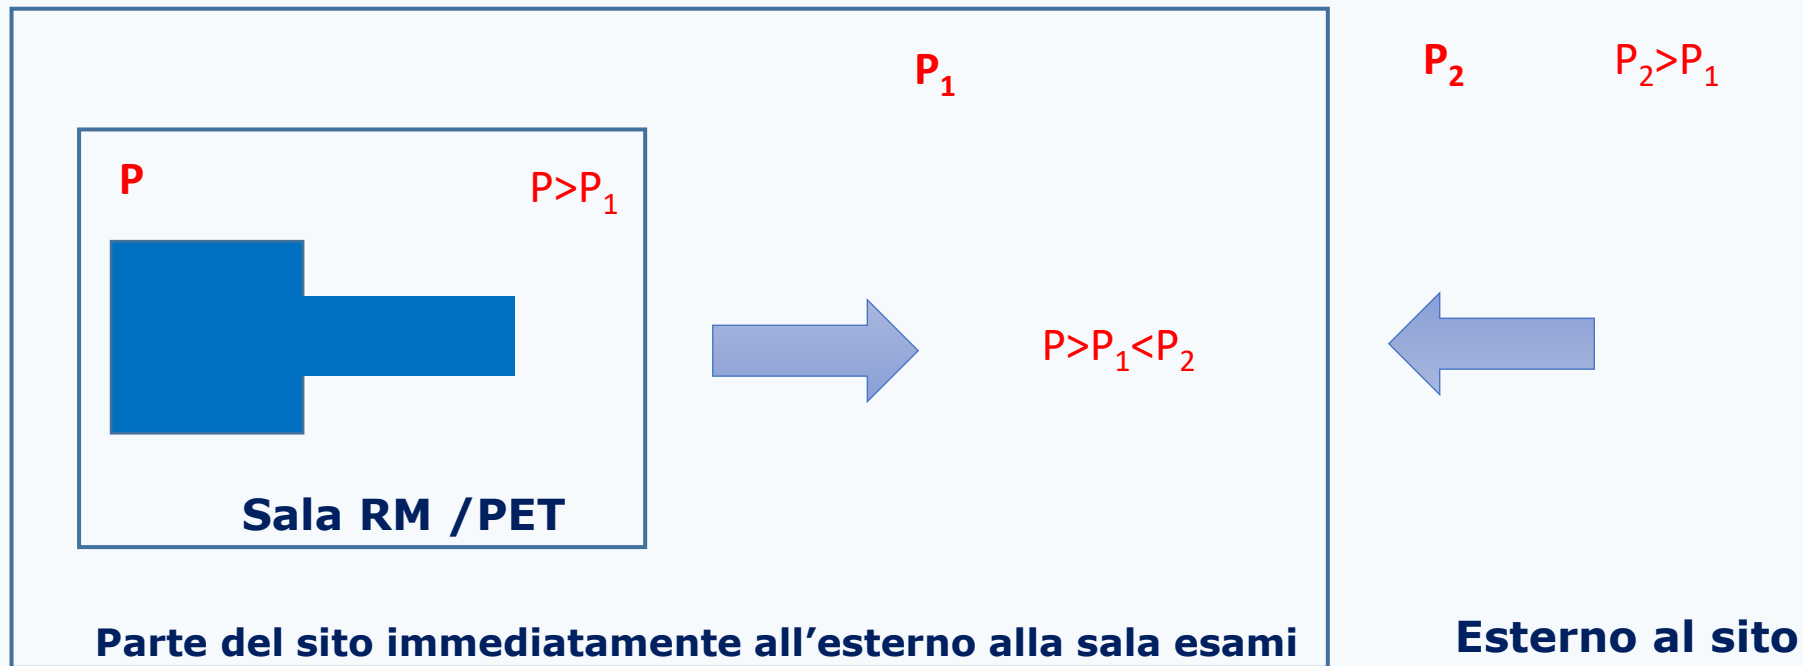 P₁
P₂
P₂>P₁
P
P>P₁
P>P₁<P₂
Sala RM /PET
Parte del sito immediatamente all’esterno alla sala esami
Esterno al sito